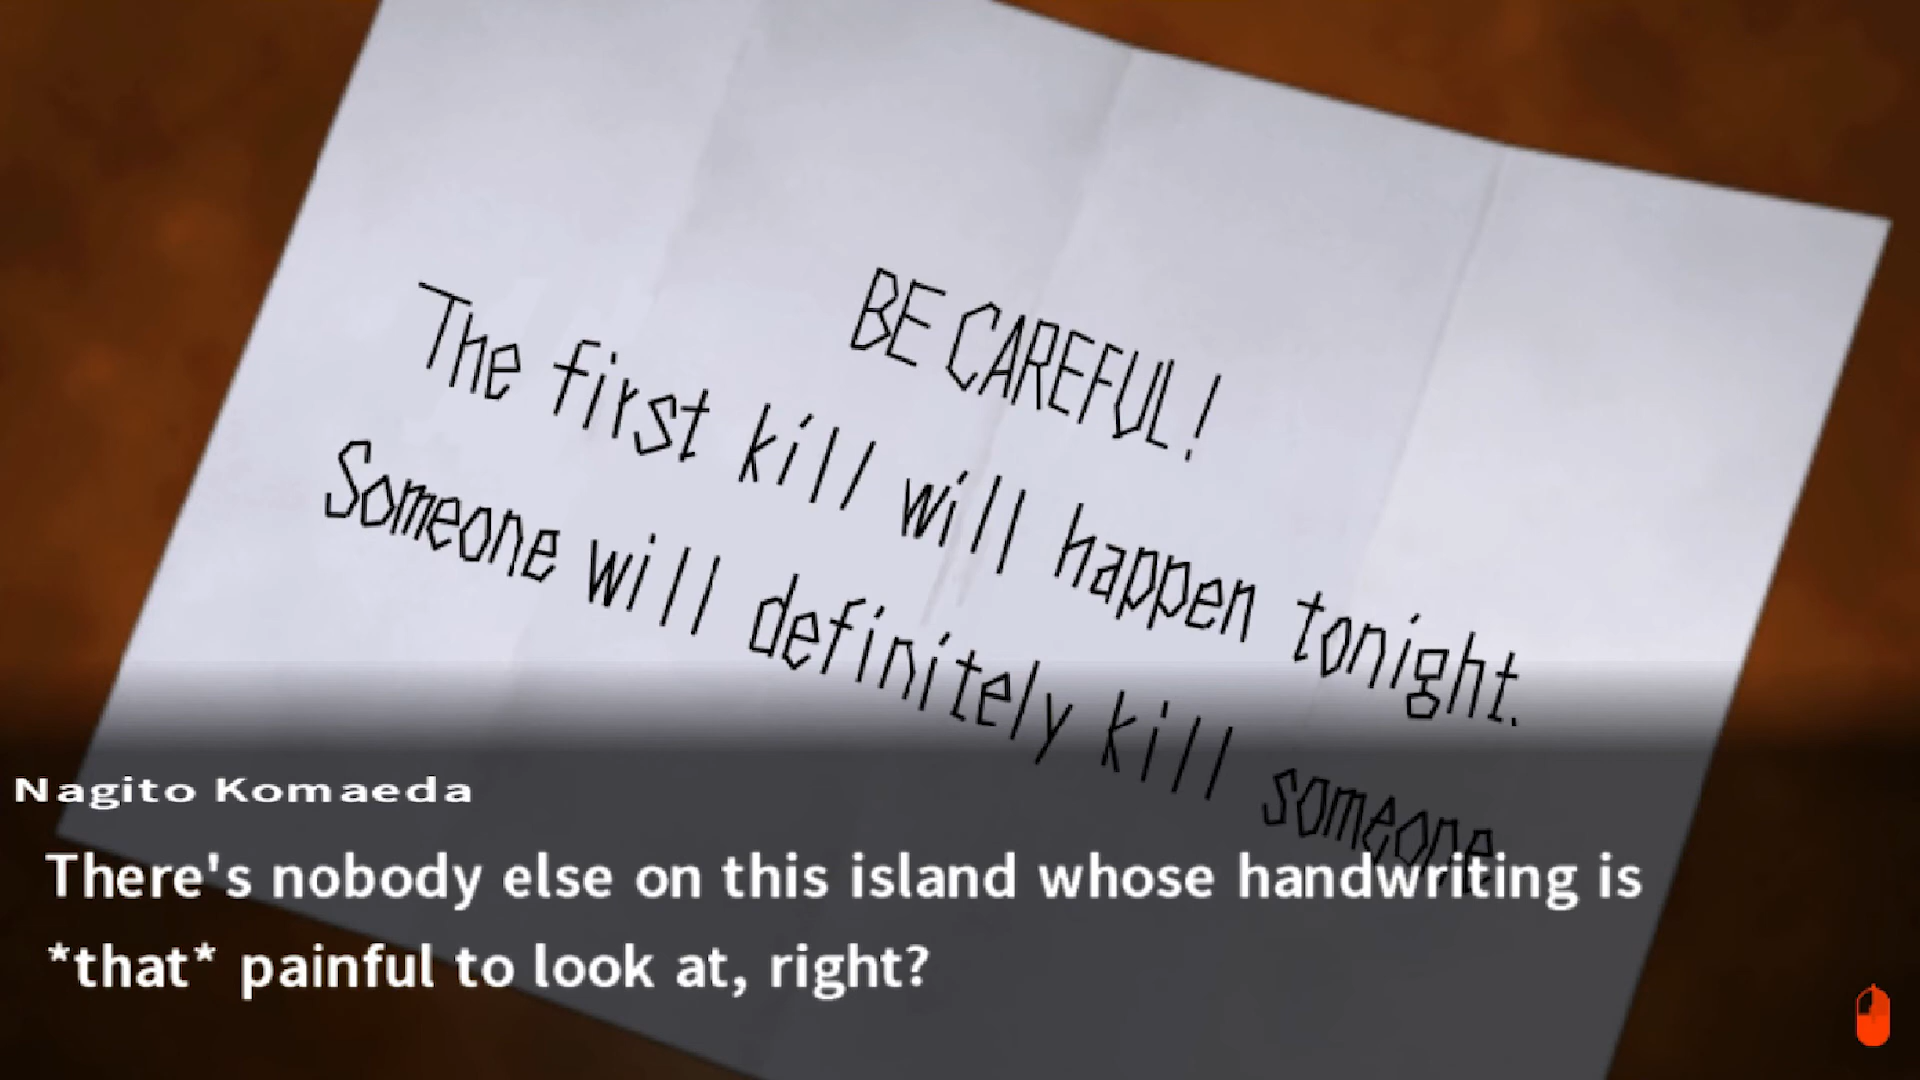 BE CAREFUL!
The first kill will happen tonight.
Someone will definitely kill someone
Nagito Komaeda
There's nobody else on this island whose handwriting is
*that* painful to look at, right?